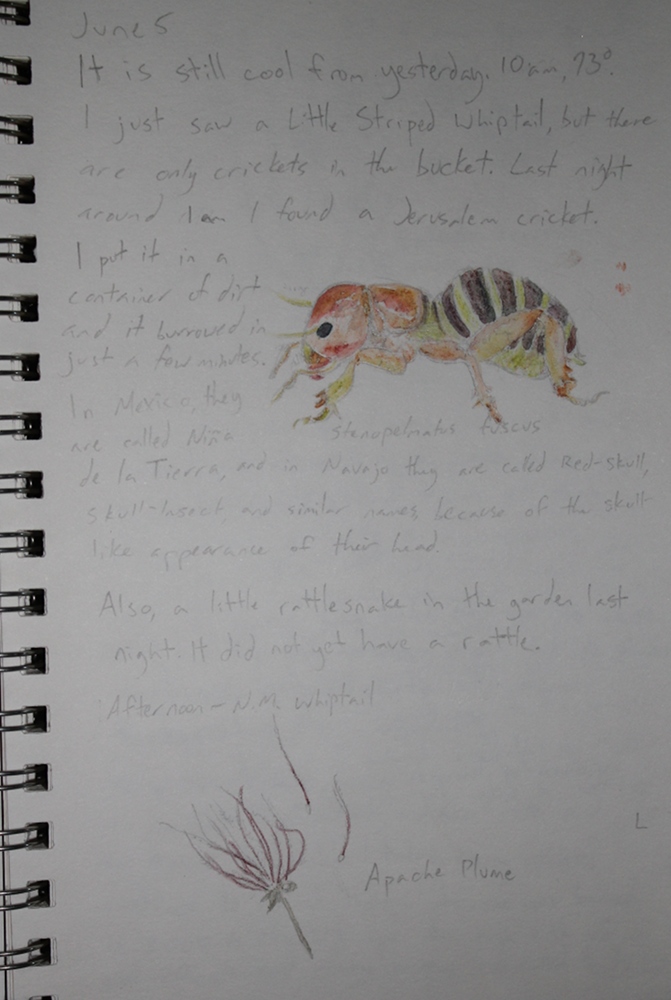 June 5
It is still cool from yesterday. 10am, 73°.
I just saw a Little Striped Whiptail, but there
are only crickets in the bucket. Last night
around 1am I found a Jerusalem cricket.
I put it in a
container of dirt
and it burrowed in
just a few minutes.
In Mexico, they
are called Niña
stenopelmatus fuscus
de la Tierra, and in Navajo they are called Red-skull,
skull-Insect, and similar names, because of the skull-
like appearance of their head.
Also, a little rattlesnake in the garden last
night. It did not yet have a rattle.
Afternoon - N.M. whiptail
Apache Plume
L